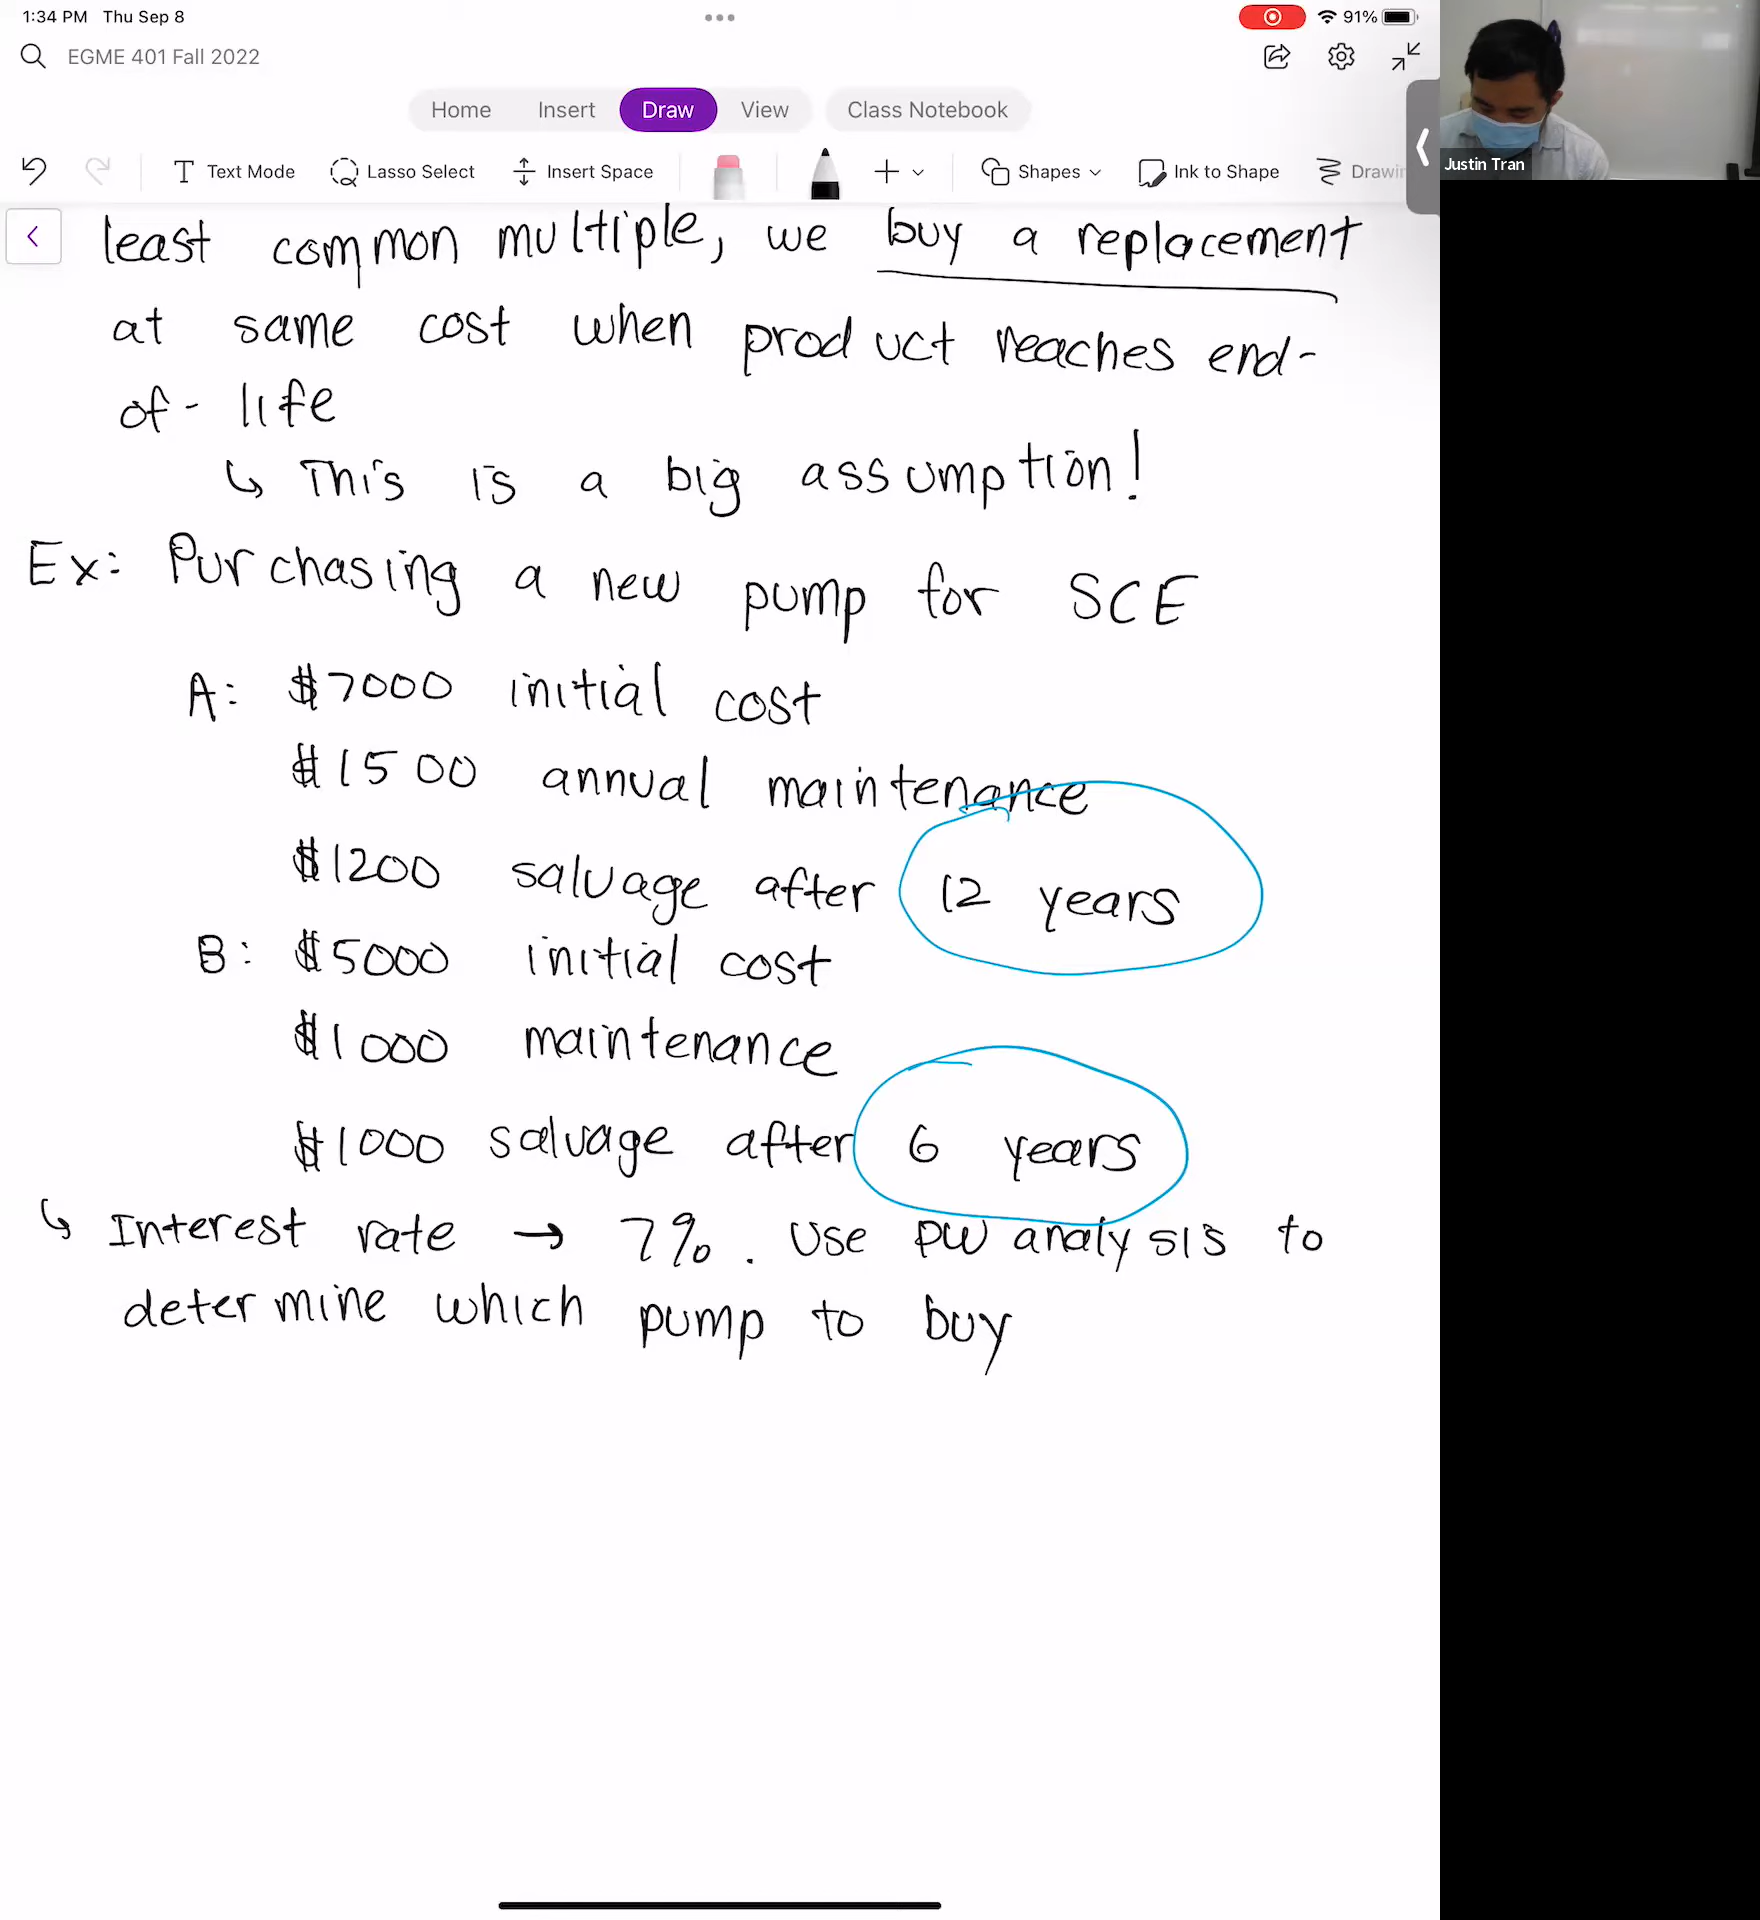 1:34 PM Thu Sep 8
91%
EGME 401 Fall 2022
Home Insert Draw View Class Notebook
Text Mode Lasso Select Insert Space Shapes Ink to Shape Drawi
Justin Tran
least common multiple, we buy a replacement
at same cost when product reaches end-
of-life
↳ This is a big assumption!
Ex: Purchasing a new pump for SCE
A: $7000 initial cost
$1500 annual maintenance
$1200 salvage after 12 years
B: $5000 initial cost
$1000 maintenance
$1000 salvage after 6 years
↳ Interest rate → 7%. Use PW analysis to
determine which pump to buy